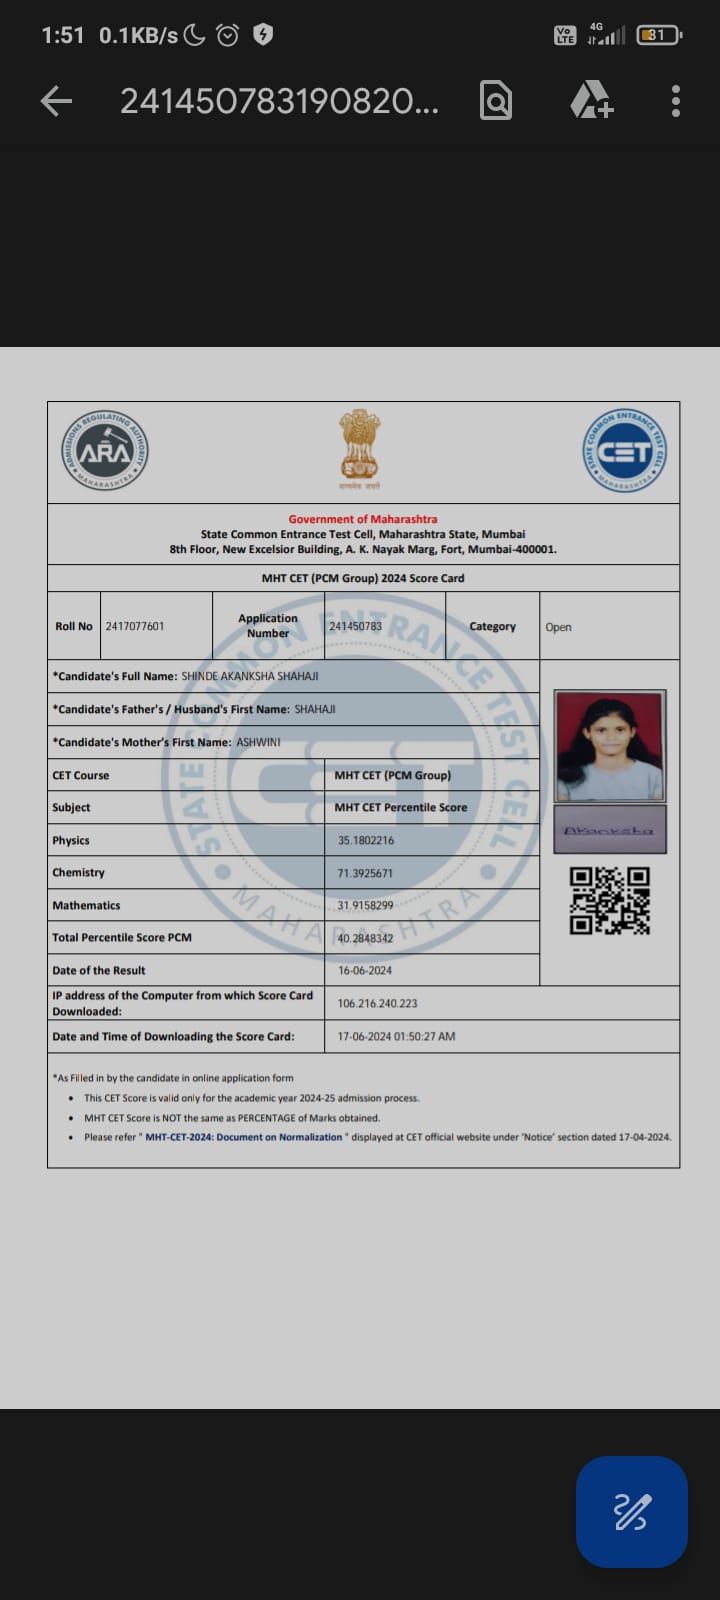 1:51 0.1KB/s
Vo LTE 4G 31
241450783190820...
ADMISSIONS REGULATING AUTHORITY
ARA
MAHARASHTRA
सत्यमेव जयते
STATE COMMON ENTRANCE TEST CELL
CET
MAHARASHTRA
Government of Maharashtra
State Common Entrance Test Cell, Maharashtra State, Mumbai
8th Floor, New Excelsior Building, A. K. Nayak Marg, Fort, Mumbai-400001.
MHT CET (PCM Group) 2024 Score Card
Roll No 2417077601 Application Number 241450783 Category Open
*Candidate's Full Name: SHINDE AKANKSHA SHAHAJI
*Candidate's Father's / Husband's First Name: SHAHAJI
*Candidate's Mother's First Name: ASHWINI
CET Course MHT CET (PCM Group)
Subject MHT CET Percentile Score
Physics 35.1802216
Chemistry 71.3925671
Mathematics 31.9158299
Total Percentile Score PCM 40.2848342
Date of the Result 16-06-2024
IP address of the Computer from which Score Card
Downloaded: 106.216.240.223
Date and Time of Downloading the Score Card: 17-06-2024 01:50:27 AM
Akanksha
STATE COMMON ENTRANCE TEST CELL
CET
MAHARASHTRA
*As Filled in by the candidate in online application form
• This CET Score is valid only for the academic year 2024-25 admission process.
• MHT CET Score is NOT the same as PERCENTAGE of Marks obtained.
• Please refer " MHT-CET-2024: Document on Normalization " displayed at CET official website under 'Notice' section dated 17-04-2024.